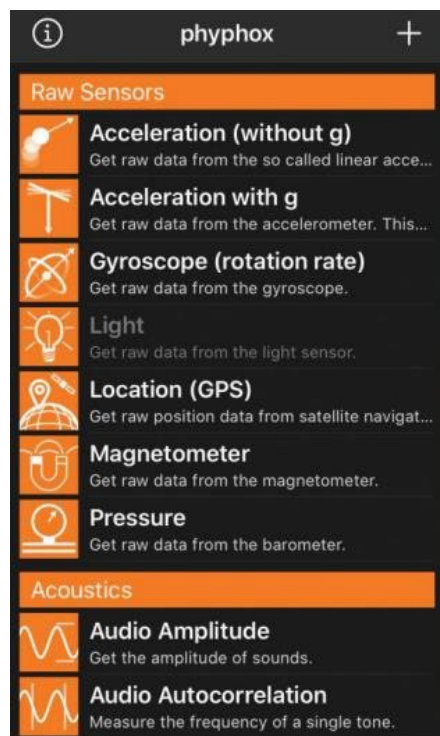 phyphox
Raw Sensors
Acceleration (without g)
Get raw data from the so called linear acce...
Acceleration with g
Get raw data from the accelerometer. This...
Gyroscope (rotation rate)
Get raw data from the gyroscope.
Light
Get raw data from the light sensor.
Location (GPS)
Get raw position data from satellite navigat...
Magnetometer
Get raw data from the magnetometer.
Pressure
Get raw data from the barometer.
Acoustics
Audio Amplitude
Get the amplitude of sounds.
Audio Autocorrelation
Measure the frequency of a single tone.